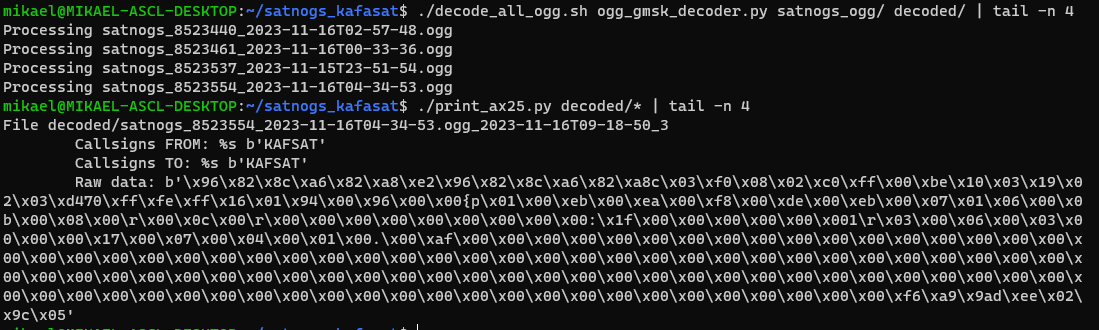 mikael@MIKAEL-ASCL-DESKTOP:~/satnogs_kafasat$ ./decode_all_ogg.sh ogg_gmsk_decoder.py satnogs_ogg/ decoded/ | tail -n 4
Processing satnogs_8523440_2023-11-16T02-57-48.ogg
Processing satnogs_8523461_2023-11-16T00-33-36.ogg
Processing satnogs_8523537_2023-11-15T23-51-54.ogg
Processing satnogs_8523554_2023-11-16T04-34-53.ogg
mikael@MIKAEL-ASCL-DESKTOP:~/satnogs_kafasat$ ./print_ax25.py decoded/* | tail -n 4
File decoded/satnogs_8523554_2023-11-16T04-34-53.ogg_2023-11-16T09-18-50_3
        Callsigns FROM: %s b'KAFSAT'
        Callsigns TO: %s b'KAFSAT'
        Raw data: b'\x96\x82\x8c\xa6\x82\xa8\xe2\x96\x82\x8c\xa6\x82\xa8c\x03\xf0\x08\x02\xc0\xff\x00\xbe\x10\x03\x19\x0
2\x03\xd470\xff\xfe\xff\x16\x01\x94\x00\x96\x00\x00{p\x01\x00\xeb\x00\xea\x00\xf8\x00\xde\x00\xeb\x00\x07\x01\x06\x00\x0
b\x00\x08\x00\r\x00\x0c\x00\r\x00\x00\x00\x00\x00\x00\x00\x00\x00:\x1f\x00\x00\x00\x00\x00\x001\r\x03\x00\x06\x00\x03\x0
0\x00\x00\x17\x00\x07\x00\x04\x00\x01\x00.\x00\xaf\x00\x00\x00\x00\x00\x00\x00\x00\x00\x00\x00\x00\x00\x00\x00\x00\x00\x
00\x00\x00\x00\x00\x00\x00\x00\x00\x00\x00\x00\x00\x00\x00\x00\x00\x00\x00\x00\x00\x00\x00\x00\x00\x00\x00\x00\x00\x00\x
00\x00\x00\x00\x00\x00\x00\x00\x00\x00\x00\x00\x00\x00\x00\x00\x00\x00\x00\x00\x00\x00\x00\x00\x00\x00\x00\x00\x00\x00\x
00\x00\x00\x00\x00\x00\x00\x00\x00\x00\x00\x00\x00\x00\x00\x00\x00\x00\x00\x00\x00\x00\x00\x00\x00\xf6\xa9\x9ad\xee\x02\
x9c\x05'